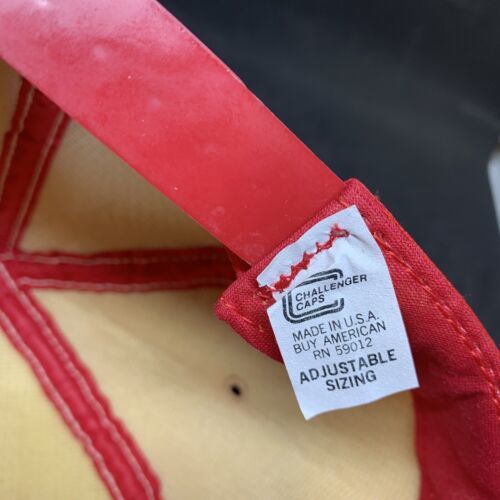 CHALLENGER
CAPS
MADE IN U.S.A.
BUY AMERICAN
RN 59012
ADJUSTABLE
SIZING